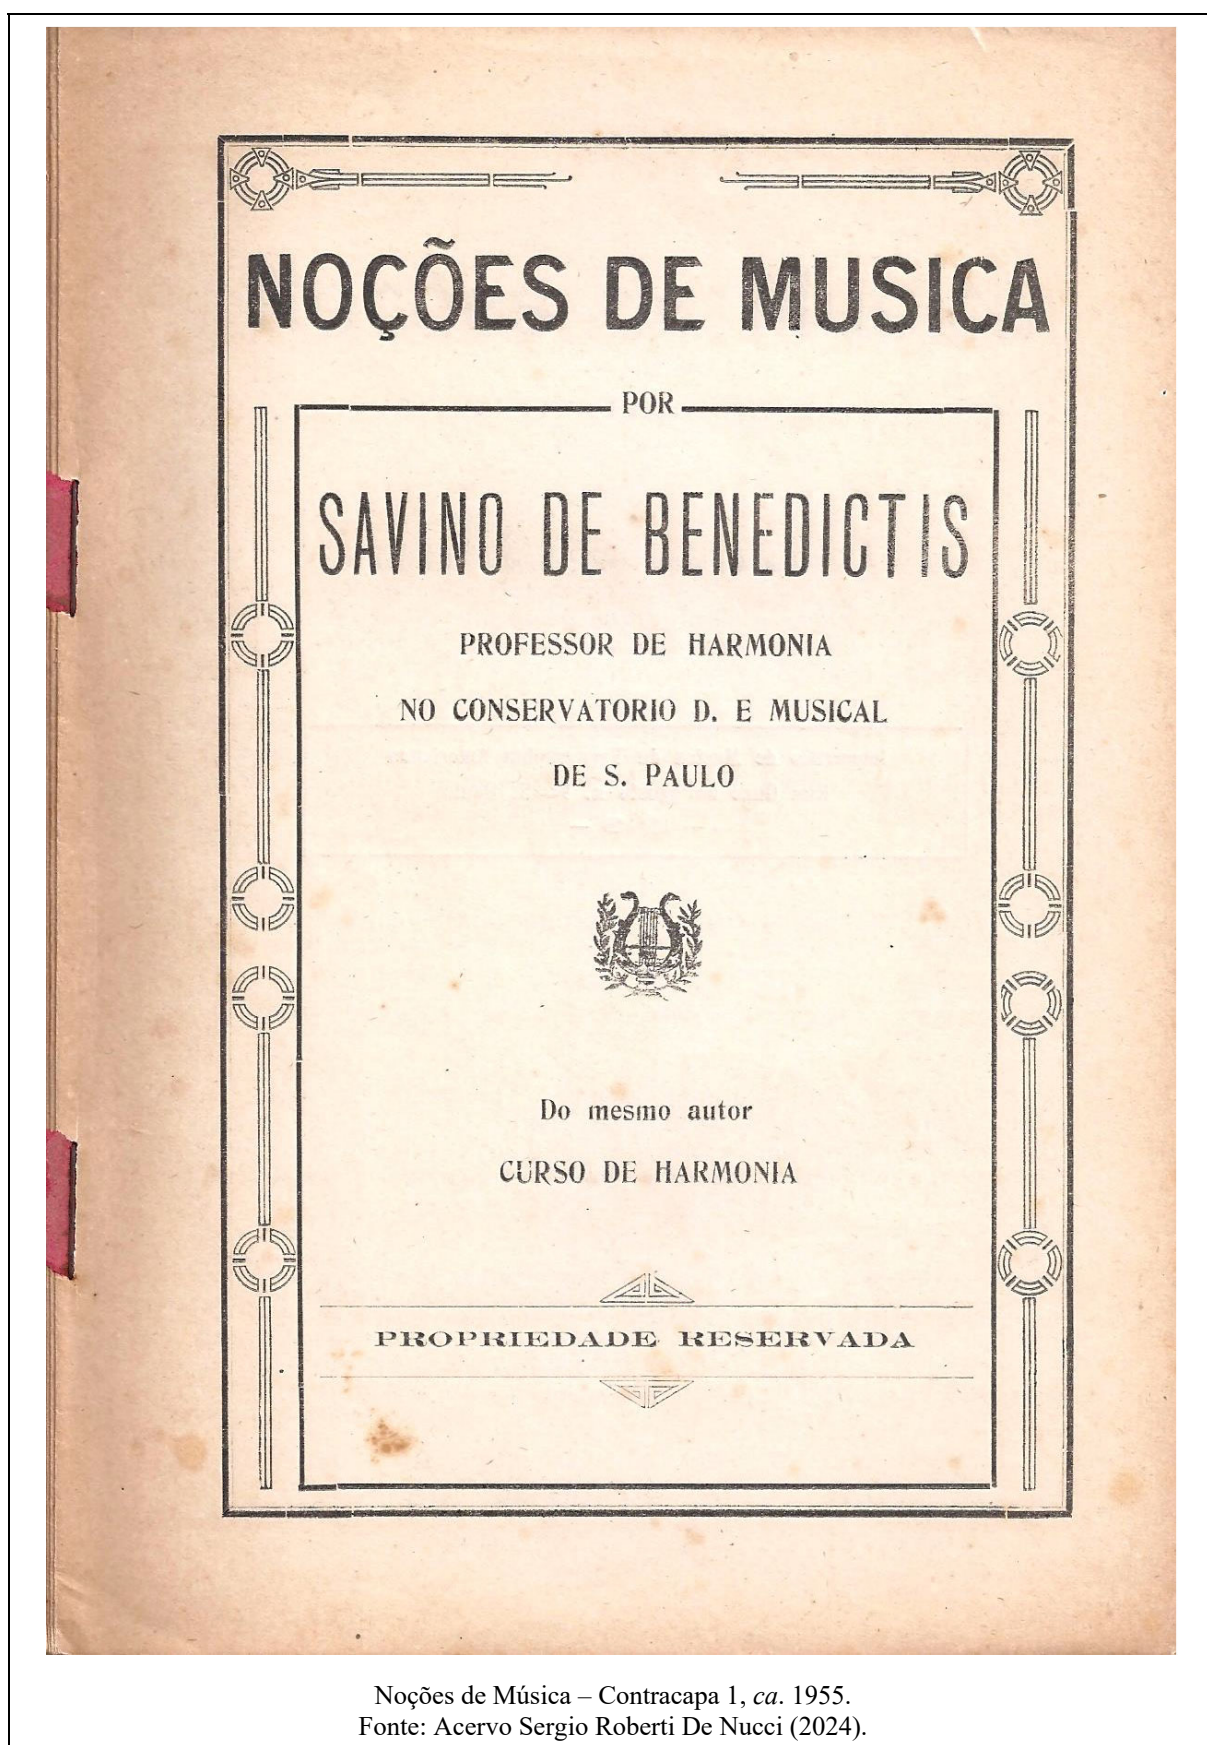 NOÇÕES DE MUSICA
POR
SAVINO DE BENEDICTIS
PROFESSOR DE HARMONIA
NO CONSERVATORIO D. E MUSICAL
DE S. PAULO
Do mesmo autor
CURSO DE HARMONIA
PROPRIEDADE RESERVADA
Noções de Música – Contracapa 1, ca. 1955.
Fonte: Acervo Sergio Roberti De Nucci (2024).